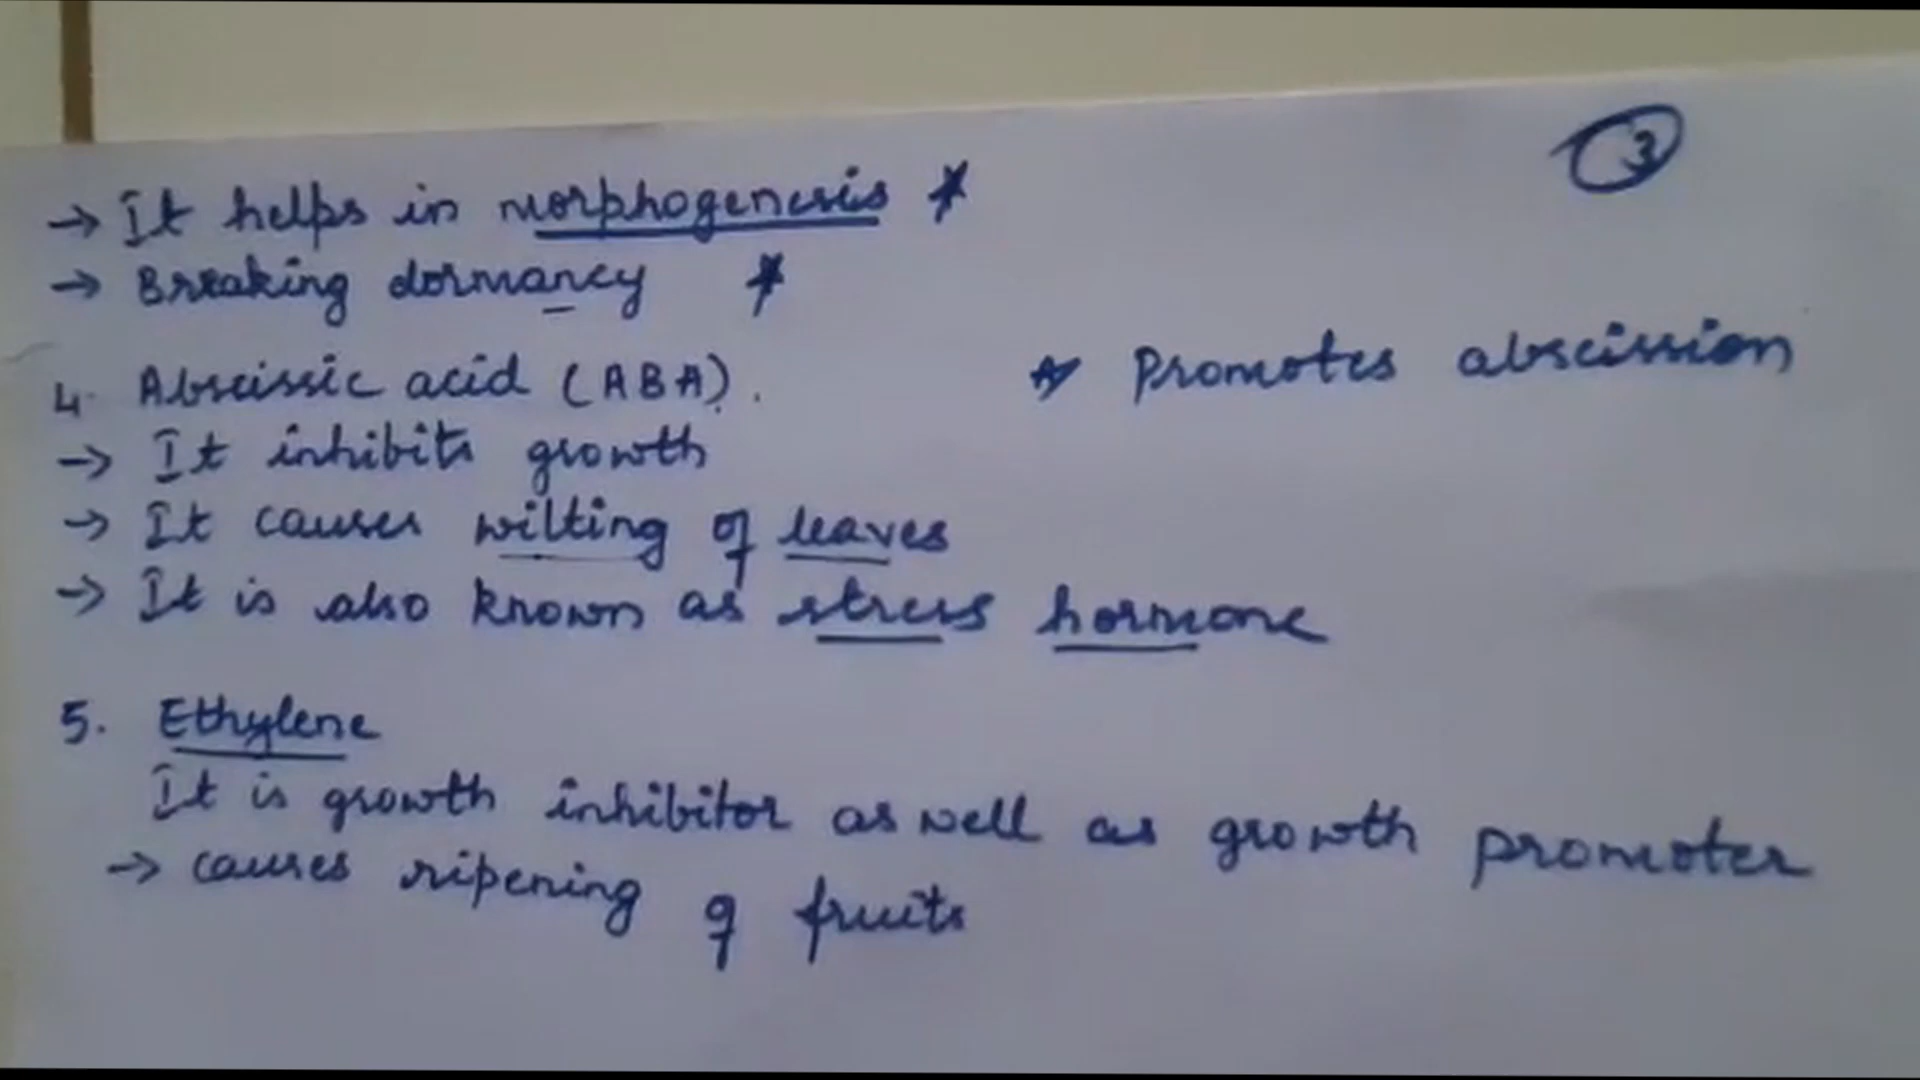 3
→ It helps in morphogenesis *
→ Breaking dormancy *
4. Abscissic acid (ABA). * Promotes abscission
→ It inhibits growth
→ It causes wilting of leaves
→ It is also known as stress hormone
5. Ethylene
It is growth inhibitor as well as growth promoter
→ causes ripening of fruits